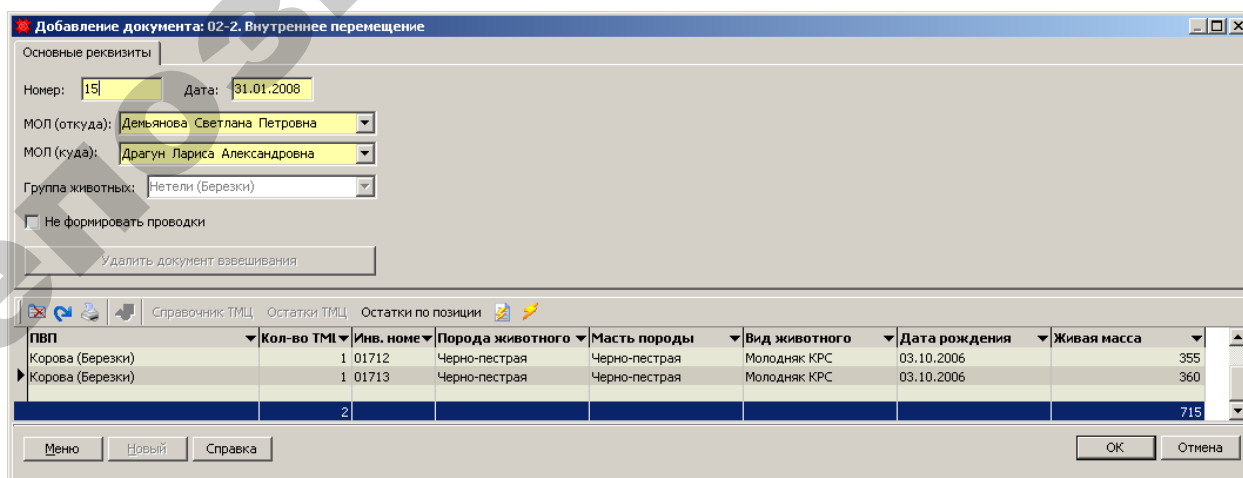 Добавление документа: 02-2. Внутреннее перемещение
Основные реквизиты
Номер: 15 Дата: 31.01.2008
МОЛ (откуда): Демьянова Светлана Петровна
МОЛ (куда): Драгун Лариса Александровна
Группа животных: Нетели (Березки)
Не формировать проводки
Удалить документ взвешивания
Справочник ТМЦ Остатки ТМЦ Остатки по позиции
ПВП Кол-во ТМЦ Инв. номе Порода животного Масть породы Вид животного Дата рождения Живая масса
Корова (Березки) 1 01712 Черно-пестрая Черно-пестрая Молодняк КРС 03.10.2006 355
Корова (Березки) 1 01713 Черно-пестрая Черно-пестрая Молодняк КРС 03.10.2006 360
2 715
Меню Новый Справка OK Отмена